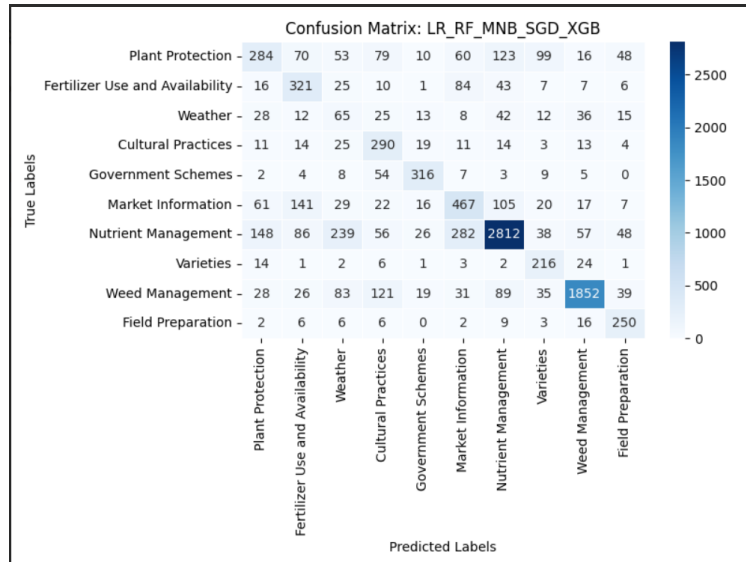 Confusion Matrix: LR_RF_MNB_SGD_XGB
Plant Protection 284 70 53 79 10 60 123 99 16 48
Fertilizer Use and Availability 16 321 25 10 1 84 43 7 7 6
Weather 28 12 65 25 13 8 42 12 36 15
Cultural Practices 11 14 25 290 19 11 14 3 13 4
Government Schemes 2 4 8 54 316 7 3 9 5 0
Market Information 61 141 29 22 16 467 105 20 17 7
Nutrient Management 148 86 239 56 26 282 2812 38 57 48
Varieties 14 1 2 6 1 3 2 216 24 1
Weed Management 28 26 83 121 19 31 89 35 1852 39
Field Preparation 2 6 6 6 0 2 9 3 16 250
True Labels
Plant Protection
Fertilizer Use and Availability
Weather
Cultural Practices
Government Schemes
Market Information
Nutrient Management
Varieties
Weed Management
Field Preparation
Predicted Labels
2500
2000
1500
1000
500
0